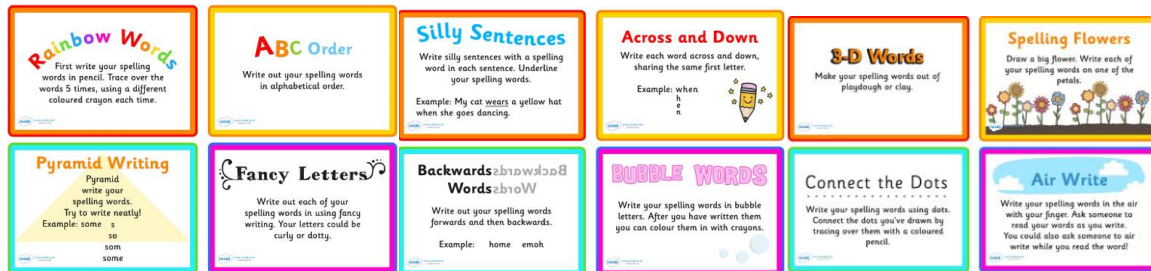 Rainbow Words
First write your spelling
words in pencil. Trace over the
words 5 times, using a different
coloured crayon each time.
ABC Order
Write out your spelling words
in alphabetical order.
Silly Sentences
Write silly sentences with a spelling
word in each sentence. Underline
your spelling words.
Example: My cat wears a yellow hat
when she goes dancing.
Across and Down
Write each word across and down,
sharing the same first letter.
Example: when
h
e
n
3-D Words
Make your spelling words out of
playdough or clay.
Spelling Flowers
Draw a big flower. Write each of
your spelling words on one of the
petals.
Pyramid Writing
Pyramid
write your
spelling words.
Try to write neatly!
Example: some s
so
som
some
Fancy Letters
Write out each of your
spelling words in using fancy
writing. Your letters could be
curly or dotty.
Backwards Backwards
Words Words
Write out your spelling words
forwards and then backwards.
Example: home emoh
BUBBLE WORDS
Write your spelling words in bubble
letters. After you have written them
you can colour them in with crayons.
Connect the Dots
Write your spelling words using dots.
Connect the dots you've drawn by
tracing over them with a coloured
pencil.
Air Write
Write your spelling words in the air
with your finger. Ask someone to
read your words as you write.
You could also ask someone to air
write while you read the word!